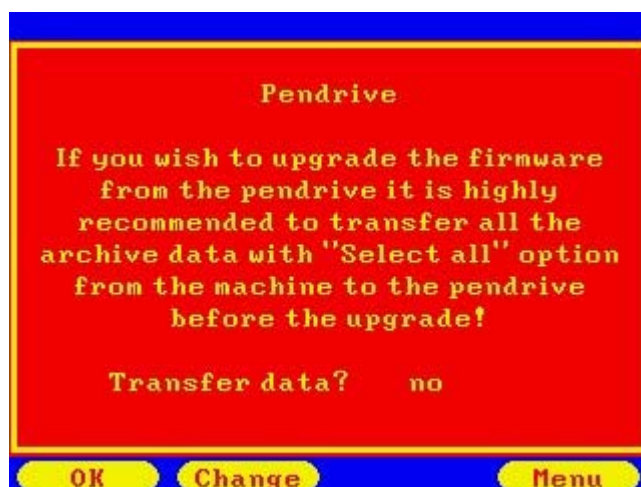 Pendrive
If you wish to upgrade the firmware
from the pendrive it is highly
recommended to transfer all the
archive data with "Select all" option
from the machine to the pendrive
before the upgrade!
Transfer data? no
OK Change Menu